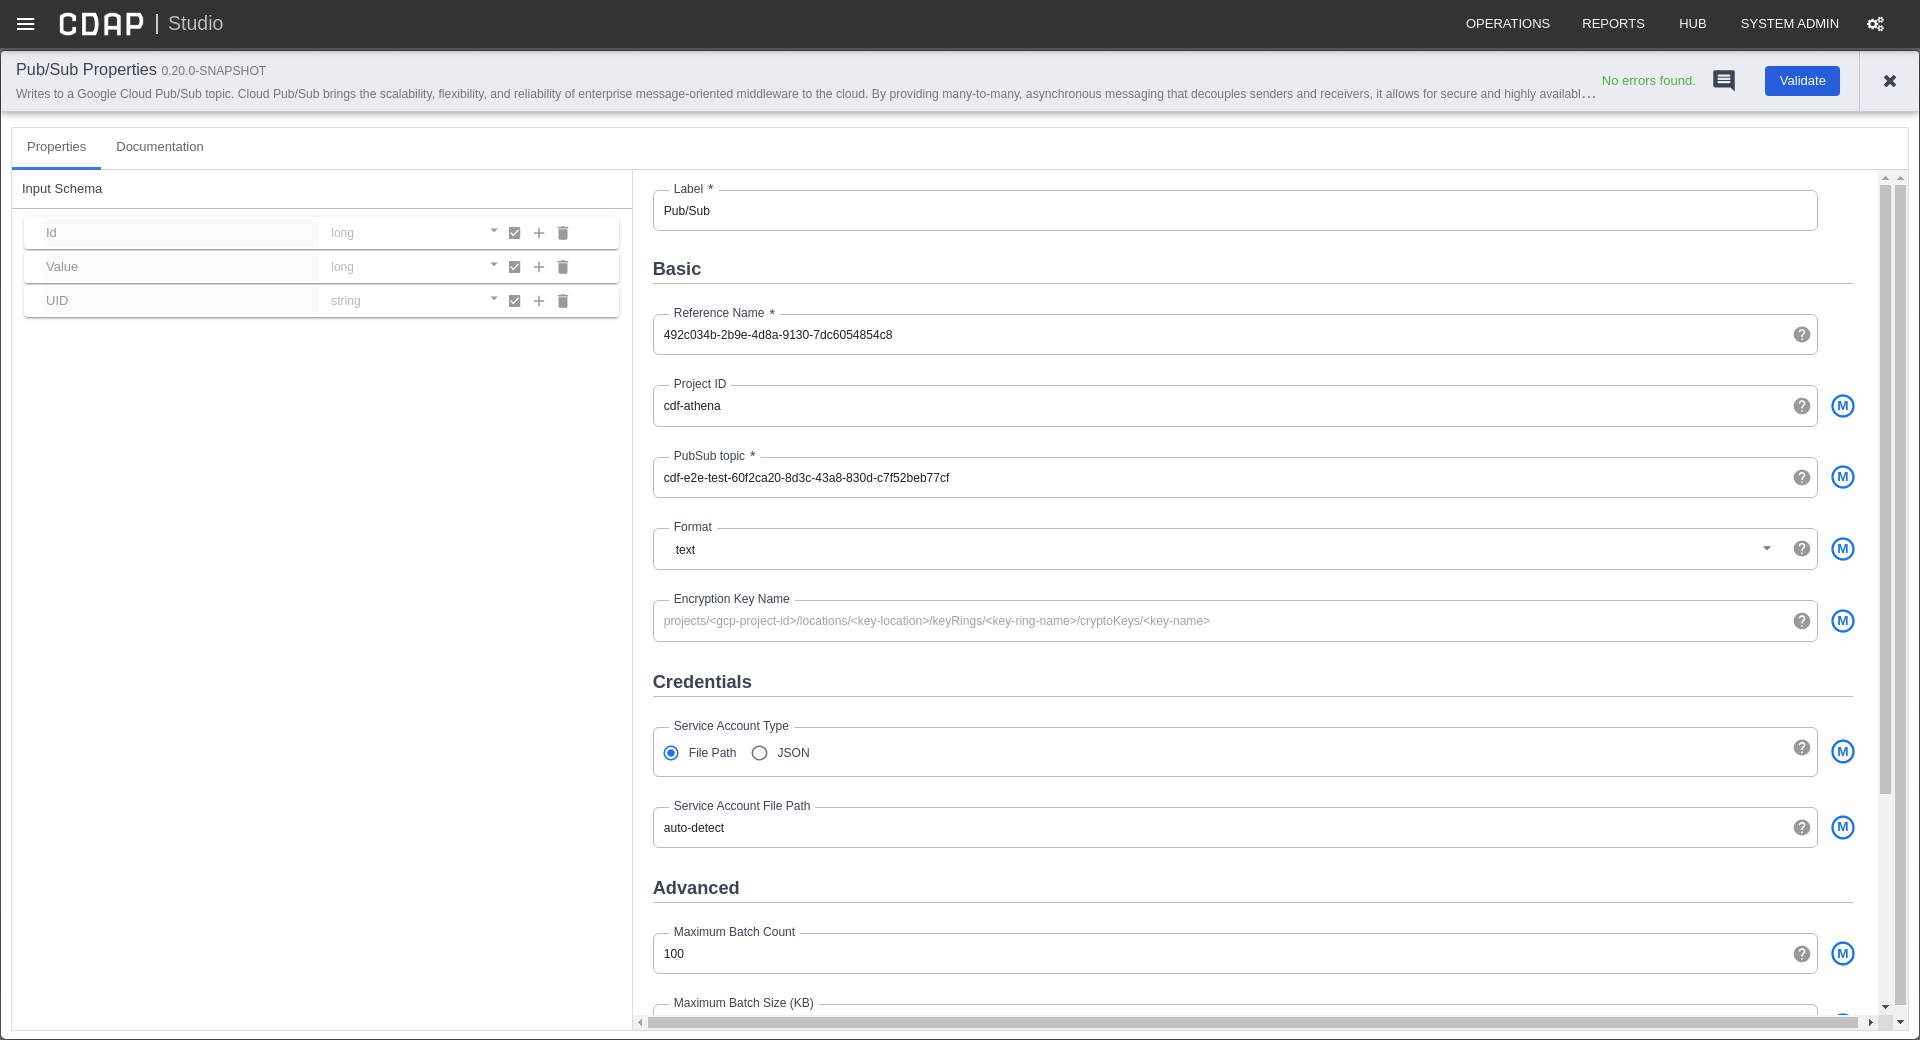 CDAP | Studio
OPERATIONS REPORTS HUB SYSTEM ADMIN
Pub/Sub Properties 0.20.0-SNAPSHOT
Writes to a Google Cloud Pub/Sub topic. Cloud Pub/Sub brings the scalability, flexibility, and reliability of enterprise message-oriented middleware to the cloud. By providing many-to-many, asynchronous messaging that decouples senders and receivers, it allows for secure and highly availabl...
No errors found.
Validate
Properties Documentation
Input Schema
Id long
Value long
UID string
Label *
Pub/Sub
Basic
Reference Name *
492c034b-2b9e-4d8a-9130-7dc6054854c8
Project ID
cdf-athena
M
PubSub topic *
cdf-e2e-test-60f2ca20-8d3c-43a8-830d-c7f52beb77cf
M
Format
text
M
Encryption Key Name
projects/<gcp-project-id>/locations/<key-location>/keyRings/<key-ring-name>/cryptoKeys/<key-name>
M
Credentials
Service Account Type
File Path JSON
M
Service Account File Path
auto-detect
M
Advanced
Maximum Batch Count
100
M
Maximum Batch Size (KB)